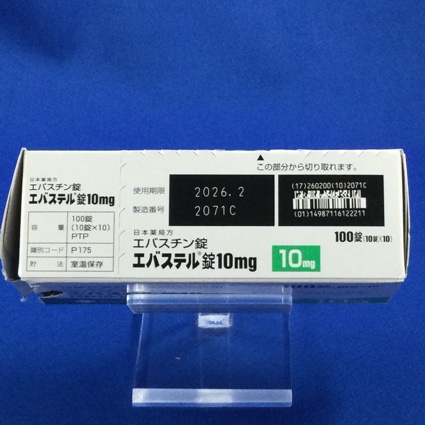 日本薬局方
エバスチン錠
エバステル®錠10mg
容量 100錠
(10錠×10)
PTP
識別コード P175
貯法 室温保存
この部分から切り取れます。
使用期限 2026.2
製造番号 2071C
(17)260200(10)2071C
(01)14987116122211
日本薬局方
エバスチン錠
エバステル®錠10mg
10mg
100錠(10錠×10)